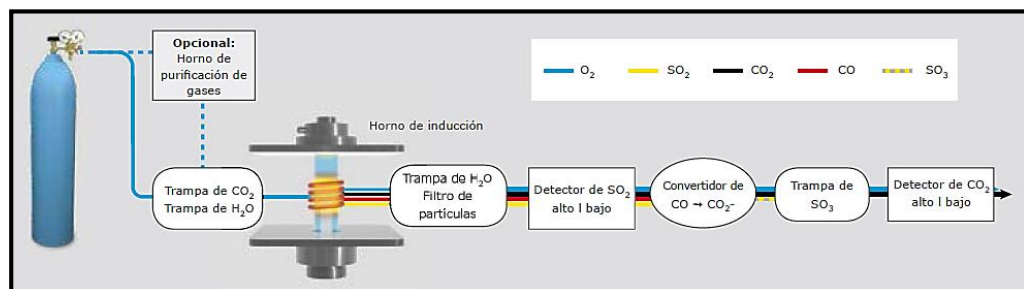 Opcional:
Horno de
purificación de
gases
O₂
SO₂
CO₂
CO
SO₃
Horno de inducción
Trampa de CO₂
Trampa de H₂O
Trampa de H₂O
Filtro de
partículas
Detector de SO₂
alto l bajo
Convertidor de
CO → CO₂-
Trampa de
SO₃
Detector de CO₂
alto l bajo